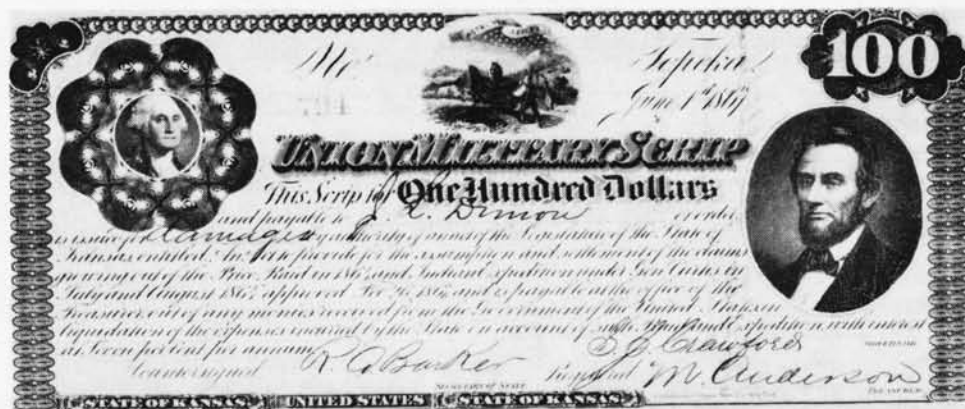 100
No.
Topeka,
794
June 1st 1867
UNION MILITARY SCRIP
This Scrip for One Hundred Dollars
and payable to J. L. Dimon or order
is issued for Damages by authority of an act of the Legislature of the State of
Kansas entitled "An Act to provide for the assumption and settlement of the claims
growing out of the Price Raid in 1864 and Indian Expedition under Gen Curtis in
July and August 1864 approved and is payable at the office of the
Treasurer out of any monies received from the Government of the United States in
liquidation of the expenses incurred by the State on account of said Raid and Expedition, with interest
at Seven per cent per annum
S. J. Crawford
GOVERNOR
Countersigned R. A. Barker
SECRETARY OF STATE
Registered M. Anderson
TREASURER
STATE OF KANSAS UNITED STATES STATE OF KANSAS